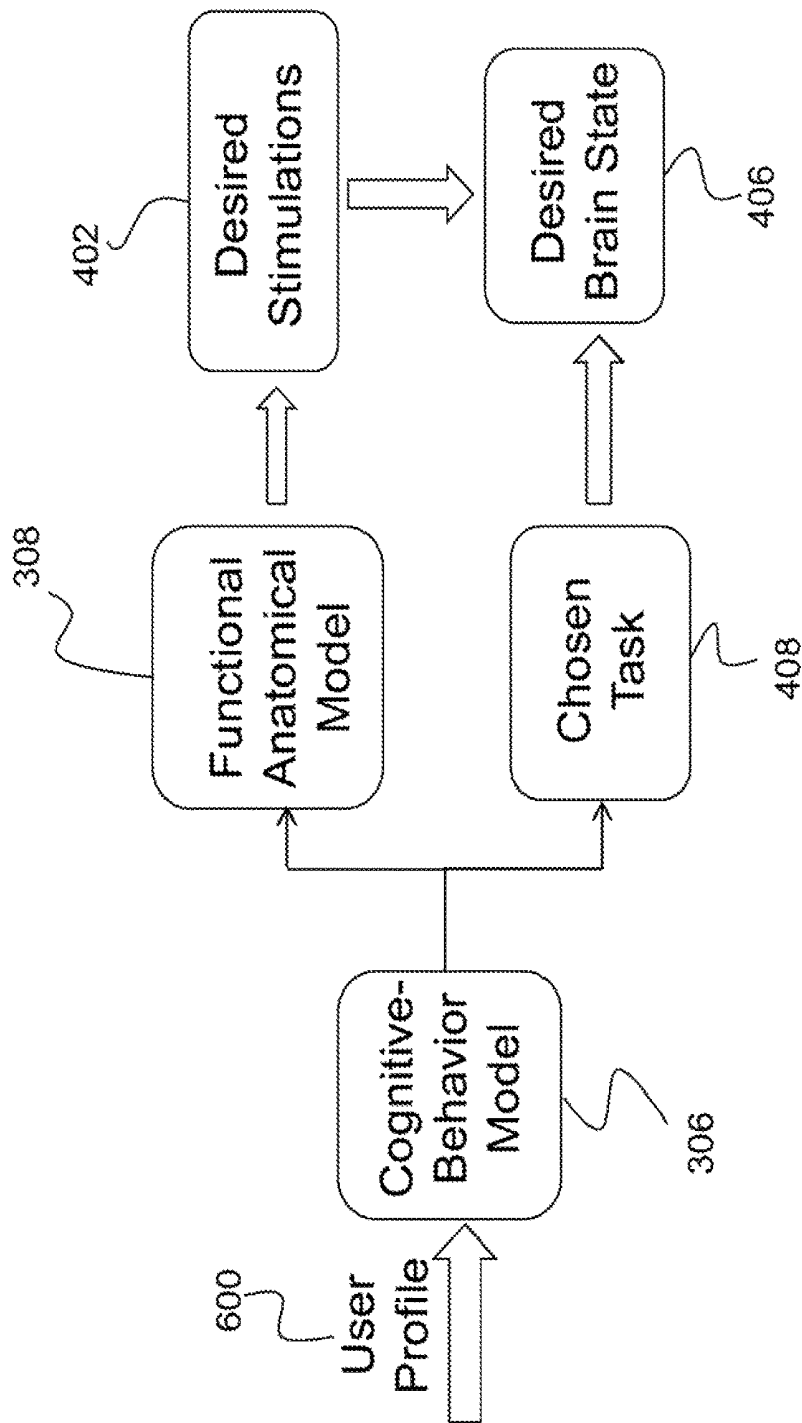 600
User
Profile
Cognitive-
Behavior
Model
306
308
Functional
Anatomical
Model
Chosen
Task
408
402
Desired
Stimulations
Desired
Brain State
406